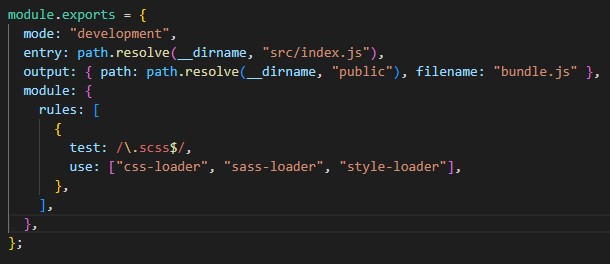 module.exports = {
  mode: "development",
  entry: path.resolve(__dirname, "src/index.js"),
  output: { path: path.resolve(__dirname, "public"), filename: "bundle.js" },
  module: {
    rules: [
      {
        test: /\.scss$/,
        use: ["css-loader", "sass-loader", "style-loader"],
      },
    ],
  },
};